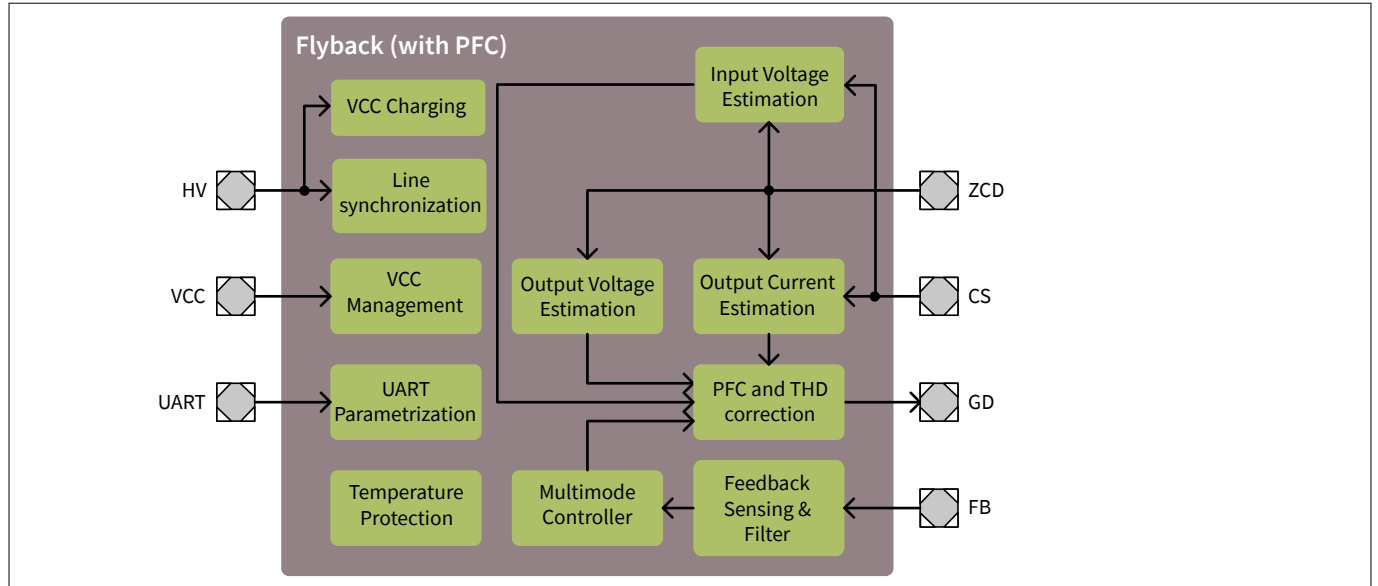 Flyback (with PFC)
Input Voltage
Estimation
VCC Charging
HV
Line
synchronization
ZCD
VCC
VCC
Management
Output Voltage
Estimation
Output Current
Estimation
CS
UART
UART
Parametrization
PFC and THD
correction
GD
Temperature
Protection
Multimode
Controller
Feedback
Sensing &
Filter
FB